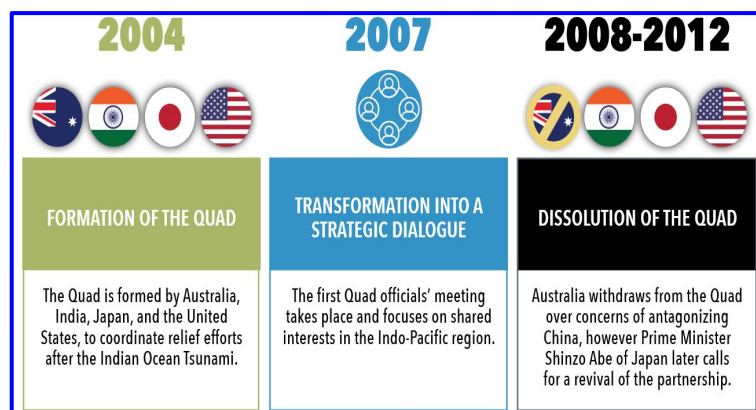 2004
FORMATION OF THE QUAD
The Quad is formed by Australia,
India, Japan, and the United
States, to coordinate relief efforts
after the Indian Ocean Tsunami.
2007
TRANSFORMATION INTO A
STRATEGIC DIALOGUE
The first Quad officials’ meeting
takes place and focuses on shared
interests in the Indo-Pacific region.
2008-2012
DISSOLUTION OF THE QUAD
Australia withdraws from the Quad
over concerns of antagonizing
China, however Prime Minister
Shinzo Abe of Japan later calls
for a revival of the partnership.